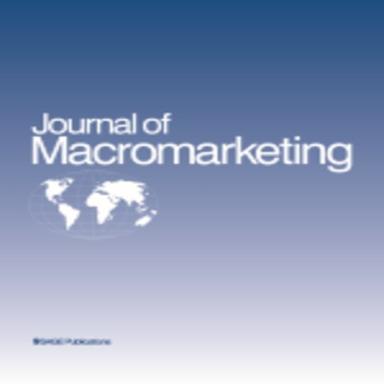 Journal of
Macromarketing
SAGE Publications